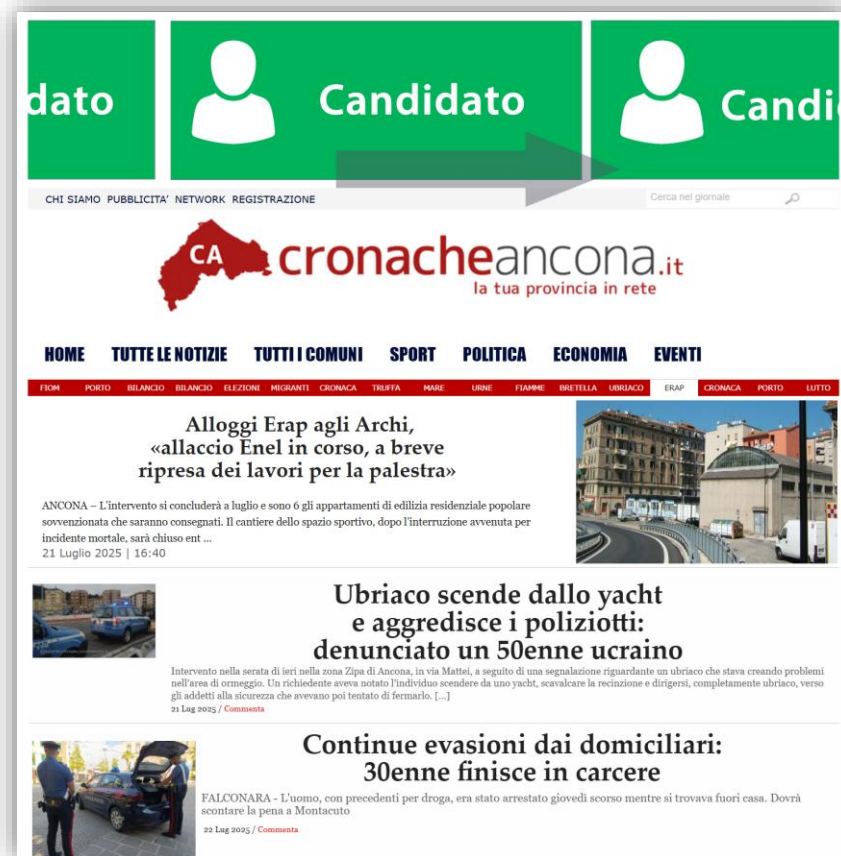 dato
Candidato
Candi
CHI SIAMO PUBBLICITA' NETWORK REGISTRAZIONE
Cerca nel giornale
CA
cronacheancona.it
la tua provincia in rete
HOME TUTTE LE NOTIZIE TUTTI I COMUNI SPORT POLITICA ECONOMIA EVENTI
FIOM PORTO BILANCIO BILANCIO ELEZIONI MIGRANTI CRONACA TRUFFA MARE URNE FIAMME BRETELLA UBRIACO ERAP CRONACA PORTO LUTTO
Alloggi Erap agli Archi,
«allaccio Enel in corso, a breve
ripresa dei lavori per la palestra»
ANCONA – L'intervento si concluderà a luglio e sono 6 gli appartamenti di edilizia residenziale popolare
sovvenzionata che saranno consegnati. Il cantiere dello spazio sportivo, dopo l'interruzione avvenuta per
incidente mortale, sarà chiuso ent ...
21 Luglio 2025 | 16:40
Ubriaco scende dallo yacht
e aggredisce i poliziotti:
denunciato un 50enne ucraino
Intervento nella serata di ieri nella zona Zipa di Ancona, in via Mattei, a seguito di una segnalazione riguardante un ubriaco che stava creando problemi
nell'area di ormeggio. Un richiedente aveva notato l'individuo scendere da uno yacht, scavalcare la recinzione e dirigersi, completamente ubriaco, verso
gli addetti alla sicurezza che avevano poi tentato di fermarlo. [...]
21 Lug 2025 / Commenta
Continue evasioni dai domiciliari:
30enne finisce in carcere
FALCONARA - L'uomo, con precedenti per droga, era stato arrestato giovedì scorso mentre si trovava fuori casa. Dovrà
scontare la pena a Montacuto
22 Lug 2025 / Commenta